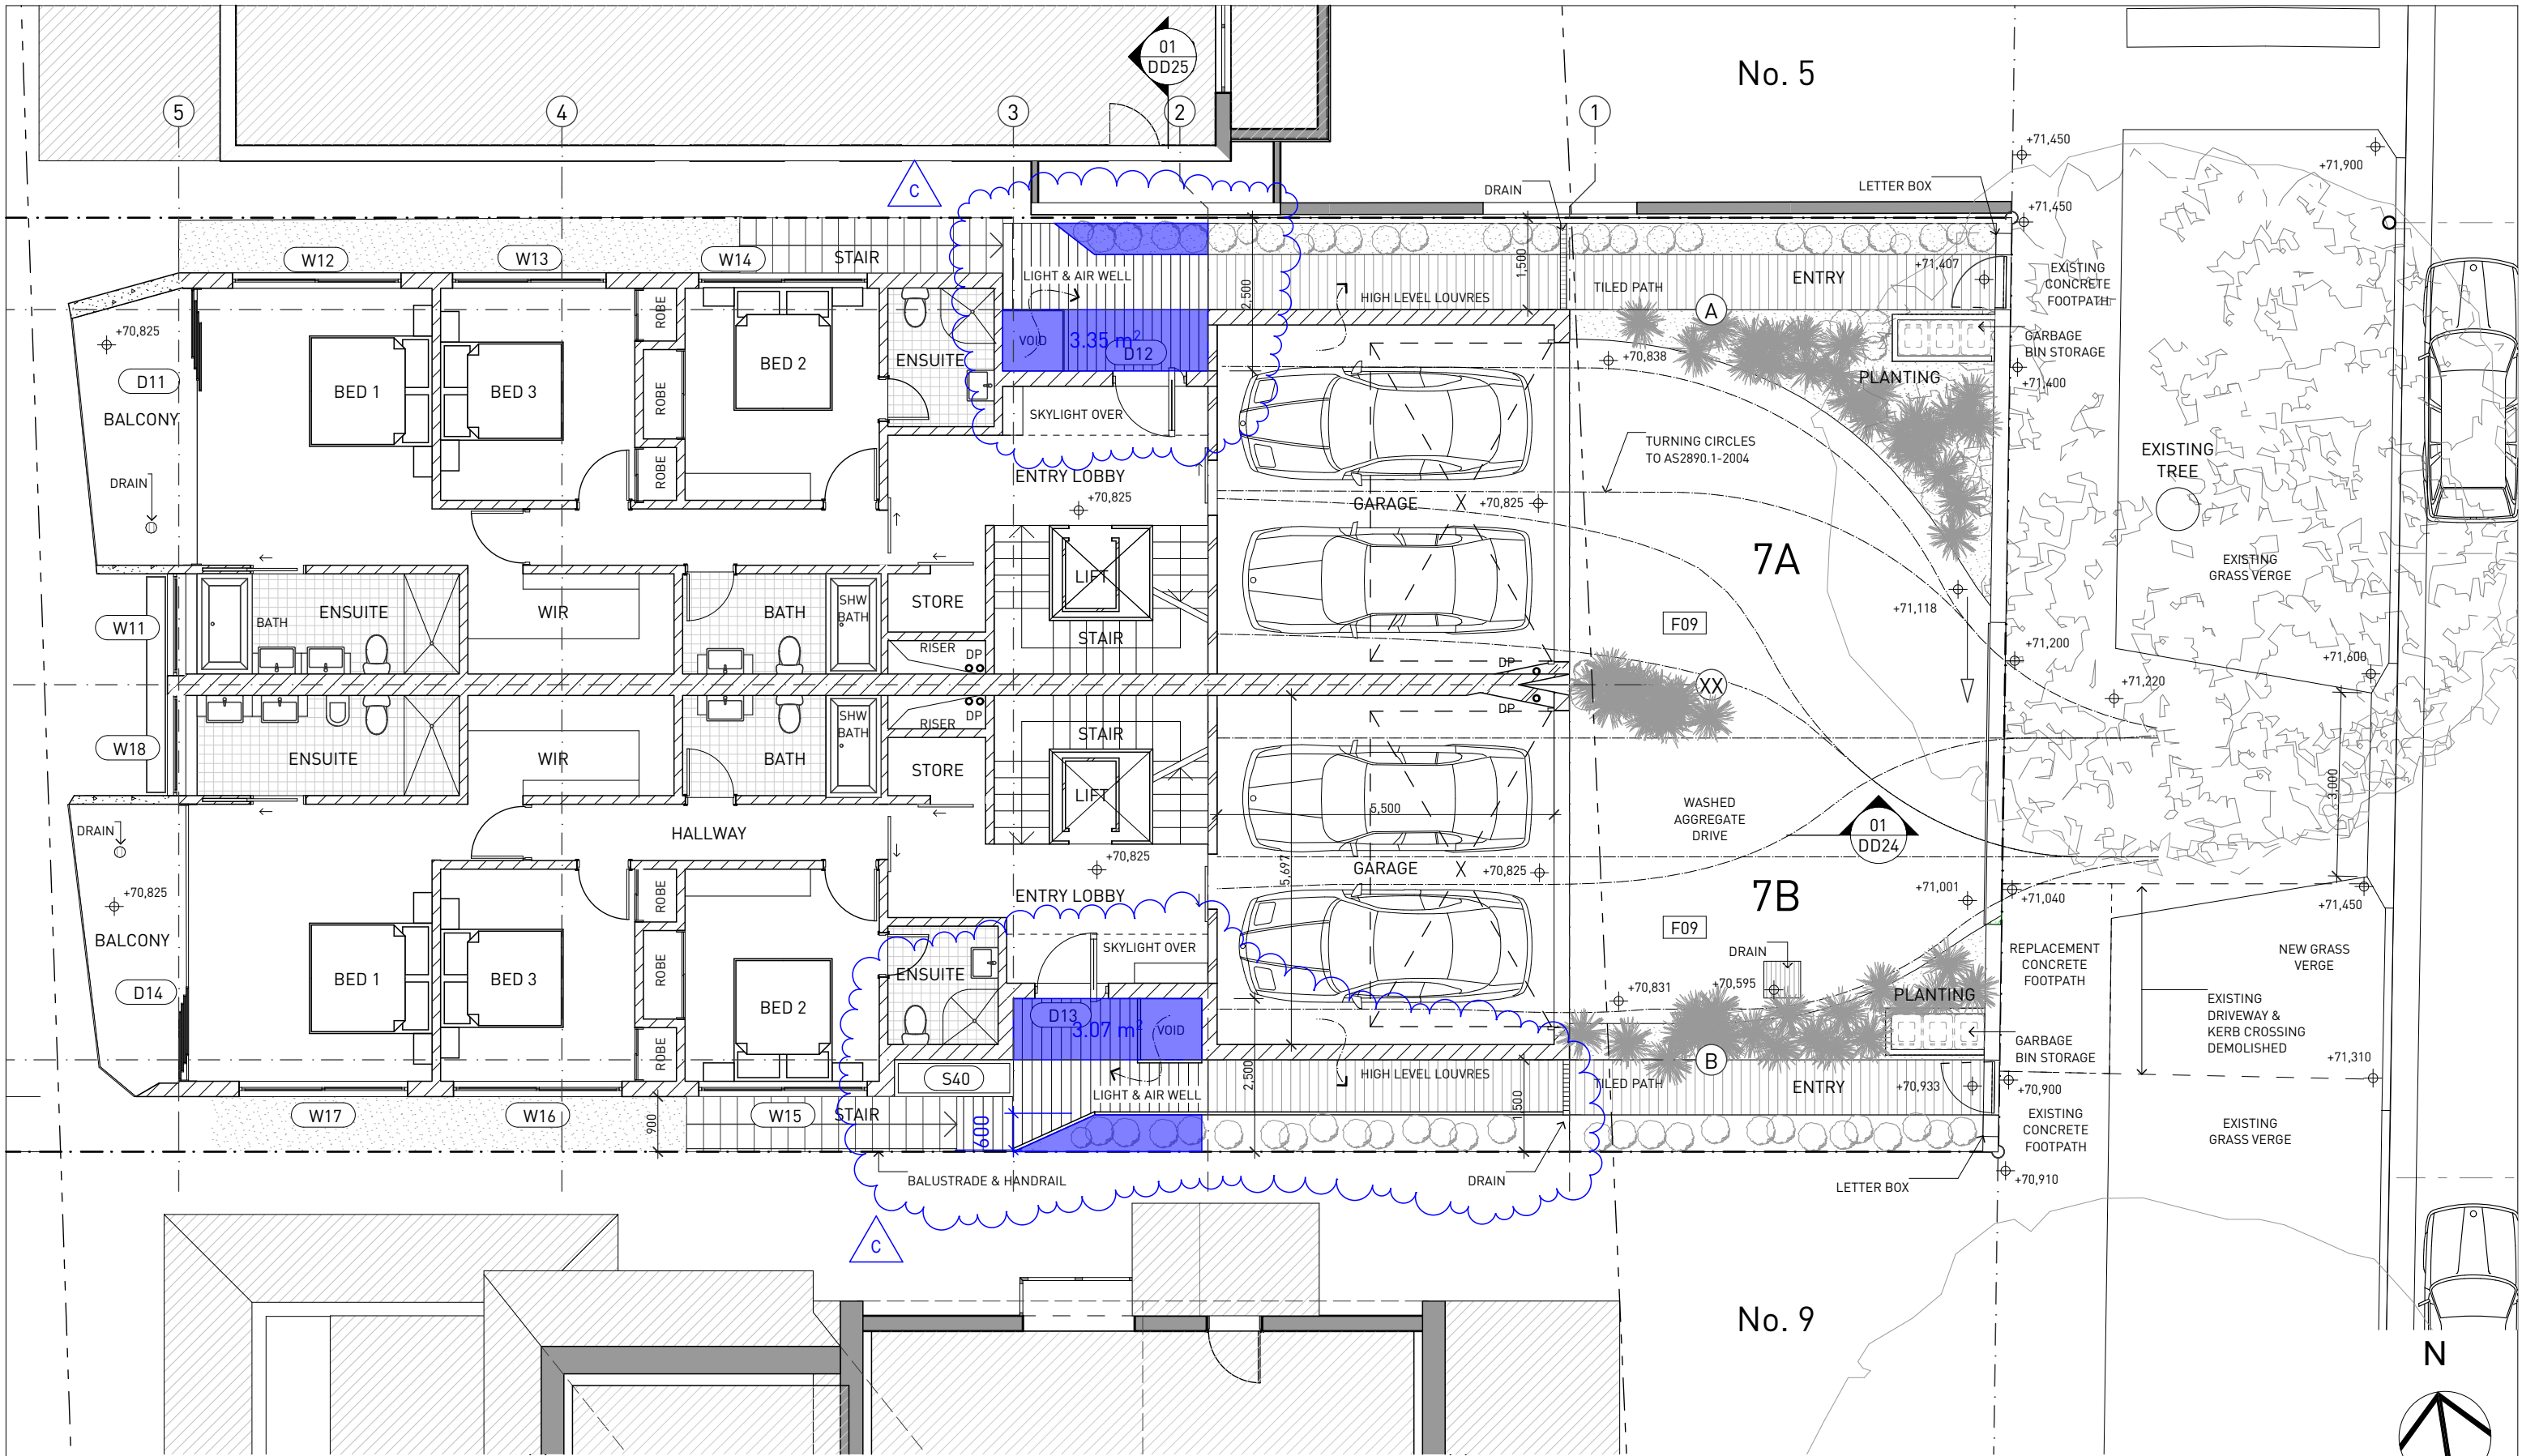 No. 5
01
DD25
5
4
3
2
1
C
+71,450
+71,900
DRAIN
LETTER BOX
+71,450
W12
W13
W14
STAIR
LIGHT & AIR WELL
2,500
1,500
HIGH LEVEL LOUVRES
TILED PATH
ENTRY
+71,407
EXISTING
CONCRETE
FOOTPATH
A
+70,825
D11
BALCONY
DRAIN
BED 1
BED 3
ROBE
ROBE
ROBE
BED 2
ENSUITE
VOID
3.35 m²
D12
SKYLIGHT OVER
ENTRY LOBBY
+70,825
+70,838
GARBAGE
BIN STORAGE
PLANTING
+71,400
TURNING CIRCLES
TO AS2890.1-2004
GARAGE X +70,825
EXISTING
TREE
7A
EXISTING
GRASS VERGE
LIFT
STAIR
STORE
RISER
DP
W11
BATH
ENSUITE
WIR
BATH
SHW
BATH
F09
+71,118
+71,200
+71,220
+71,600
DP
XX
DP
W18
ENSUITE
WIR
BATH
SHW
BATH
RISER
DP
STORE
STAIR
LIFT
3,000
DRAIN
HALLWAY
5,500
WASHED
AGGREGATE
DRIVE
01
DD24
+70,825
BALCONY
D14
BED 1
BED 3
ROBE
ROBE
ROBE
BED 2
+70,825
ENTRY LOBBY
5,697
GARAGE X +70,825
7B
+71,001
+71,040
+71,450
F09
DRAIN
ENSUITE
SKYLIGHT OVER
D13
3.07 m²
VOID
REPLACEMENT
CONCRETE
FOOTPATH
NEW GRASS
VERGE
+70,831
+70,595
PLANTING
EXISTING
DRIVEWAY &
KERB CROSSING
DEMOLISHED
GARBAGE
BIN STORAGE
+71,310
B
S40
W17
W16
W15
STAIR
900
600
LIGHT & AIR WELL
2,500
HIGH LEVEL LOUVRES
1,500
TILED PATH
ENTRY
+70,933
+70,900
EXISTING
CONCRETE
FOOTPATH
EXISTING
GRASS VERGE
BALUSTRADE & HANDRAIL
DRAIN
LETTER BOX
+70,910
C
No. 9
N